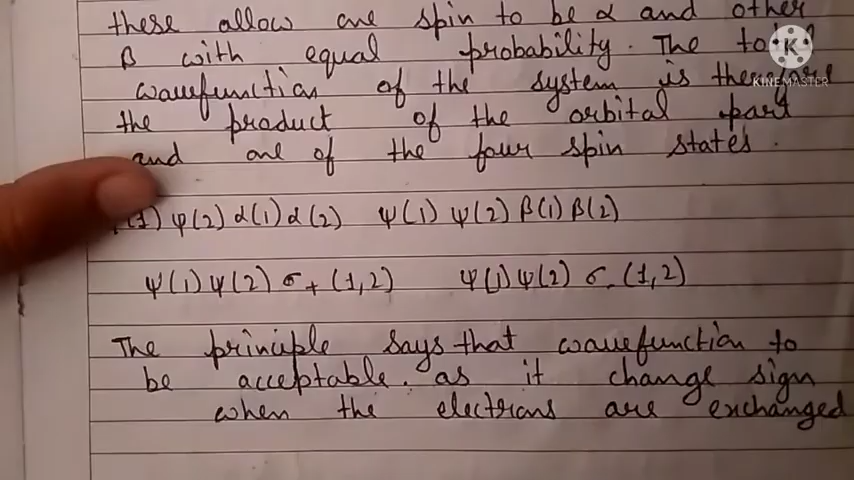 these allow one spin to be α and other
β with equal probability. The total
wavefunction of the system is therefore
the product of the orbital part
and one of the four spin states.
(1) ψ(2) α(1) α(2) ψ(1) ψ(2) β(1) β(2)
ψ(1) ψ(2) σ+ (1,2) ψ(1) ψ(2) σ- (1,2)
The principle says that wavefunction to
be acceptable. as it change sign
when the electrons are exchanged
K
KINEMASTER